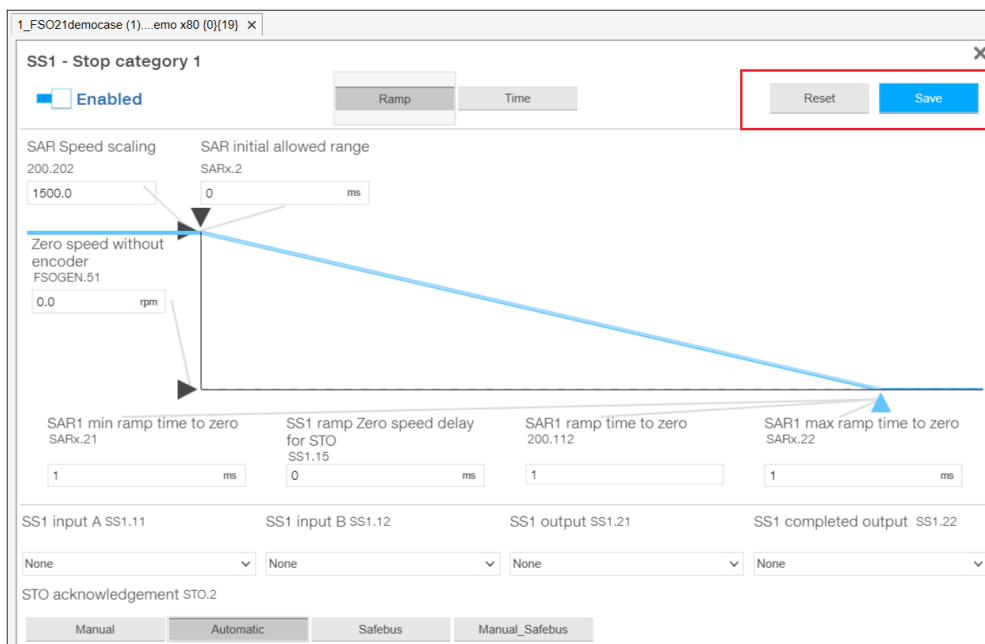 1_FSO21democase (1)....emo x80 {0}{19}
SS1 - Stop category 1
Enabled
Ramp
Time
Reset
Save
SAR Speed scaling
200.202
1500.0
SAR initial allowed range
SARx.2
0 ms
Zero speed without
encoder
FSOGEN.51
0.0 rpm
SAR1 min ramp time to zero
SARx.21
1 ms
SS1 ramp Zero speed delay
for STO
SS1.15
0 ms
SAR1 ramp time to zero
200.112
1
SAR1 max ramp time to zero
SARx.22
1 ms
SS1 input A SS1.11
None
SS1 input B SS1.12
None
SS1 output SS1.21
None
SS1 completed output SS1.22
None
STO acknowledgement STO.2
Manual
Automatic
Safebus
Manual_Safebus